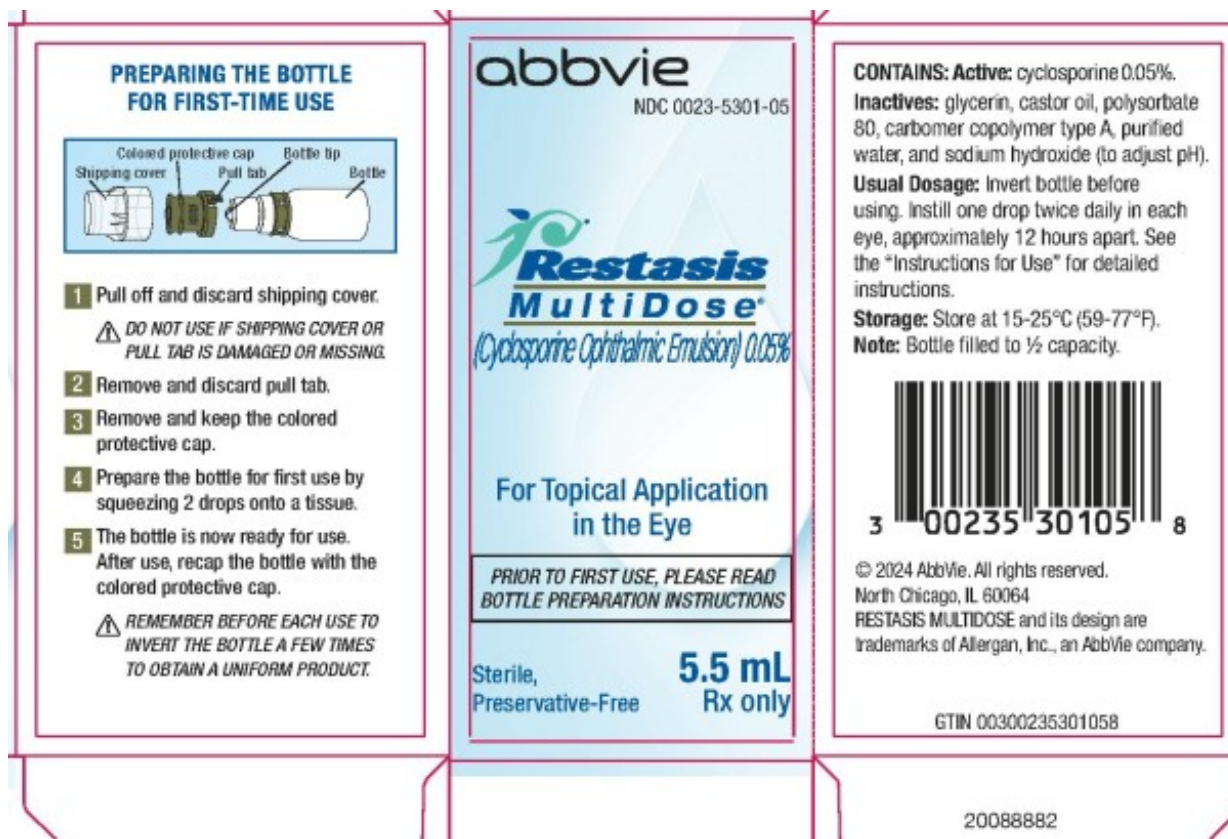 PREPARING THE BOTTLE
FOR FIRST-TIME USE
Colored protective cap
Bottle tip
Shipping cover
Pull tab
Bottle
1 Pull off and discard shipping cover.
DO NOT USE IF SHIPPING COVER OR
PULL TAB IS DAMAGED OR MISSING.
2 Remove and discard pull tab.
3 Remove and keep the colored
protective cap.
4 Prepare the bottle for first use by
squeezing 2 drops onto a tissue.
5 The bottle is now ready for use.
After use, recap the bottle with the
colored protective cap.
REMEMBER BEFORE EACH USE TO
INVERT THE BOTTLE A FEW TIMES
TO OBTAIN A UNIFORM PRODUCT.
abbvie
NDC 0023-5301-05
Restasis
MultiDose®
(Cyclosporine Ophthalmic Emulsion) 0.05%
For Topical Application
in the Eye
PRIOR TO FIRST USE, PLEASE READ
BOTTLE PREPARATION INSTRUCTIONS
Sterile,
Preservative-Free
5.5 mL
Rx only
CONTAINS: Active: cyclosporine 0.05%.
Inactives: glycerin, castor oil, polysorbate
80, carbomer copolymer type A, purified
water, and sodium hydroxide (to adjust pH).
Usual Dosage: Invert bottle before
using. Instill one drop twice daily in each
eye, approximately 12 hours apart. See
the “Instructions for Use” for detailed
instructions.
Storage: Store at 15-25°C (59-77°F).
Note: Bottle filled to ½ capacity.
3 00235 30105 8
© 2024 AbbVie. All rights reserved.
North Chicago, IL 60064
RESTASIS MULTIDOSE and its design are
trademarks of Allergan, Inc., an AbbVie company.
GTIN 00300235301058
20088882